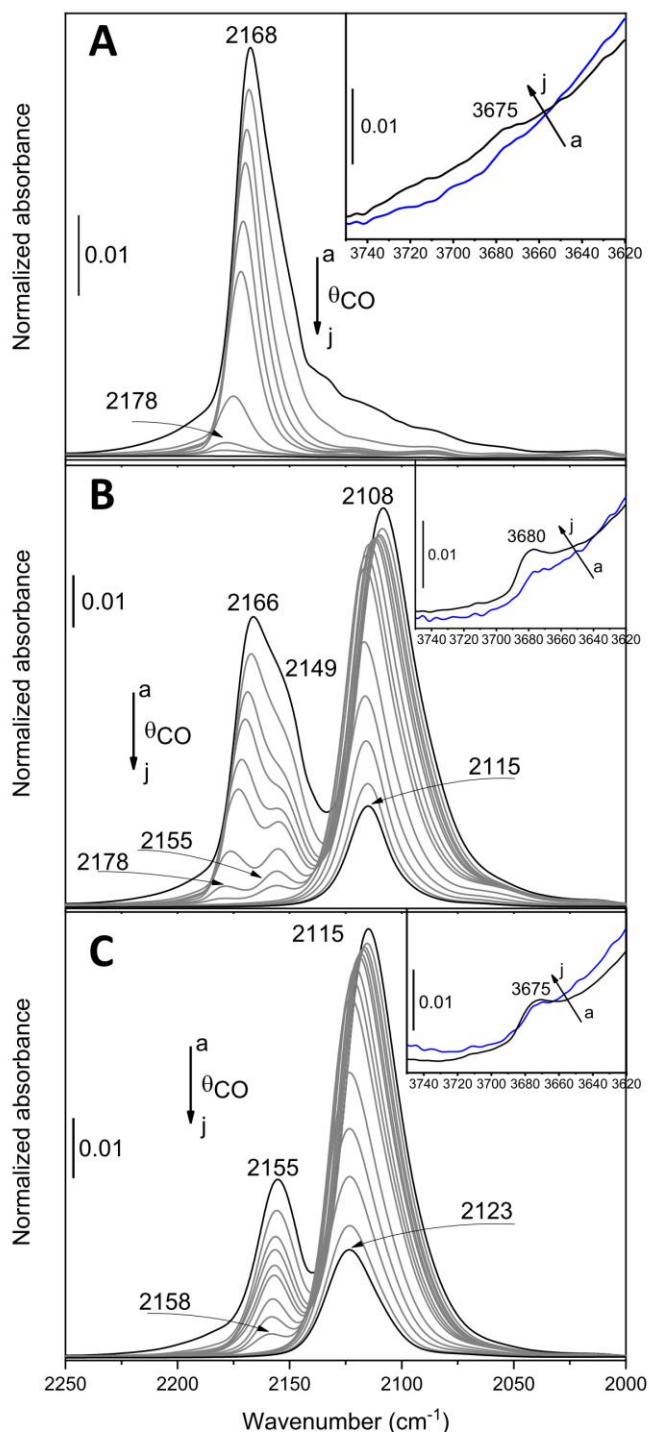 A
2168
3675
j
a
0.01
3740 3720 3700 3680 3660 3640 3620
0.01
a
θCO
j
2178
Normalized absorbance
B
2108
3680
j
a
0.01
3740 3720 3700 3680 3660 3640 3620
0.01
2166
2149
a
θCO
j
2115
2155
2178
Normalized absorbance
C
2115
3675
j
a
0.01
3740 3720 3700 3680 3660 3640 3620
a
θCO
j
0.01
2155
2123
2158
Normalized absorbance
2250 2200 2150 2100 2050 2000
Wavenumber (cm⁻¹)